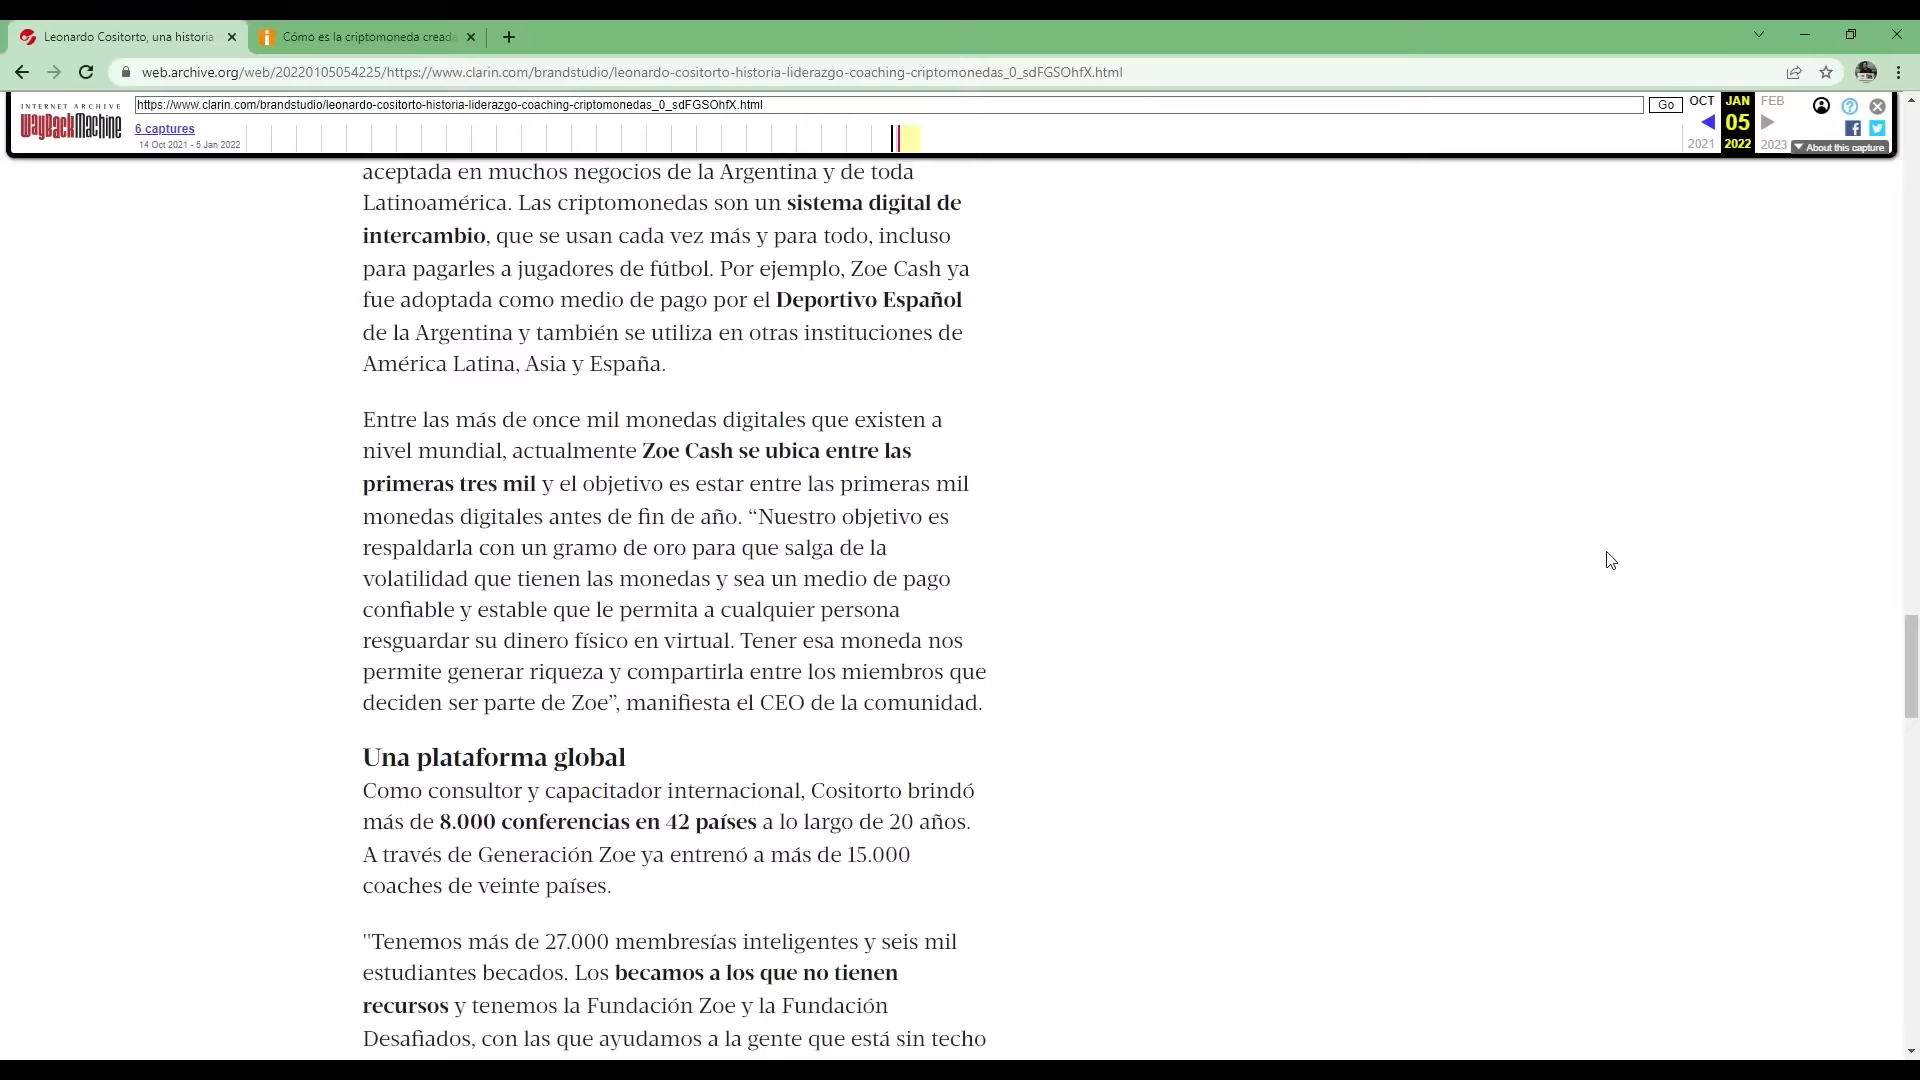 Leonardo Cositorto, una historia
Cómo es la criptomoneda cread
web.archive.org/web/20220105054225/https://www.clarin.com/brandstudio/leonardo-cositorto-historia-liderazgo-coaching-criptomonedas_0_sdFGSOhfX.html
INTERNET ARCHIVE
WayBackMachine
https://www.clarin.com/brandstudio/leonardo-cositorto-historia-liderazgo-coaching-criptomonedas_0_sdFGSOhfX.html
Go
OCT JAN FEB
6 captures
05
14 Oct 2021 - 5 Jan 2022
2021 2022 2023
About this capture
aceptada en muchos negocios de la Argentina y de toda
Latinoamérica. Las criptomonedas son un sistema digital de
intercambio, que se usan cada vez más y para todo, incluso
para pagarles a jugadores de fútbol. Por ejemplo, Zoe Cash ya
fue adoptada como medio de pago por el Deportivo Español
de la Argentina y también se utiliza en otras instituciones de
América Latina, Asia y España.
Entre las más de once mil monedas digitales que existen a
nivel mundial, actualmente Zoe Cash se ubica entre las
primeras tres mil y el objetivo es estar entre las primeras mil
monedas digitales antes de fin de año. “Nuestro objetivo es
respaldarla con un gramo de oro para que salga de la
volatilidad que tienen las monedas y sea un medio de pago
confiable y estable que le permita a cualquier persona
resguardar su dinero físico en virtual. Tener esa moneda nos
permite generar riqueza y compartirla entre los miembros que
deciden ser parte de Zoe”, manifiesta el CEO de la comunidad.
Una plataforma global
Como consultor y capacitador internacional, Cositorto brindó
más de 8.000 conferencias en 42 países a lo largo de 20 años.
A través de Generación Zoe ya entrenó a más de 15.000
coaches de veinte países.
"Tenemos más de 27.000 membresías inteligentes y seis mil
estudiantes becados. Los becamos a los que no tienen
recursos y tenemos la Fundación Zoe y la Fundación
Desafiados, con las que ayudamos a la gente que está sin techo